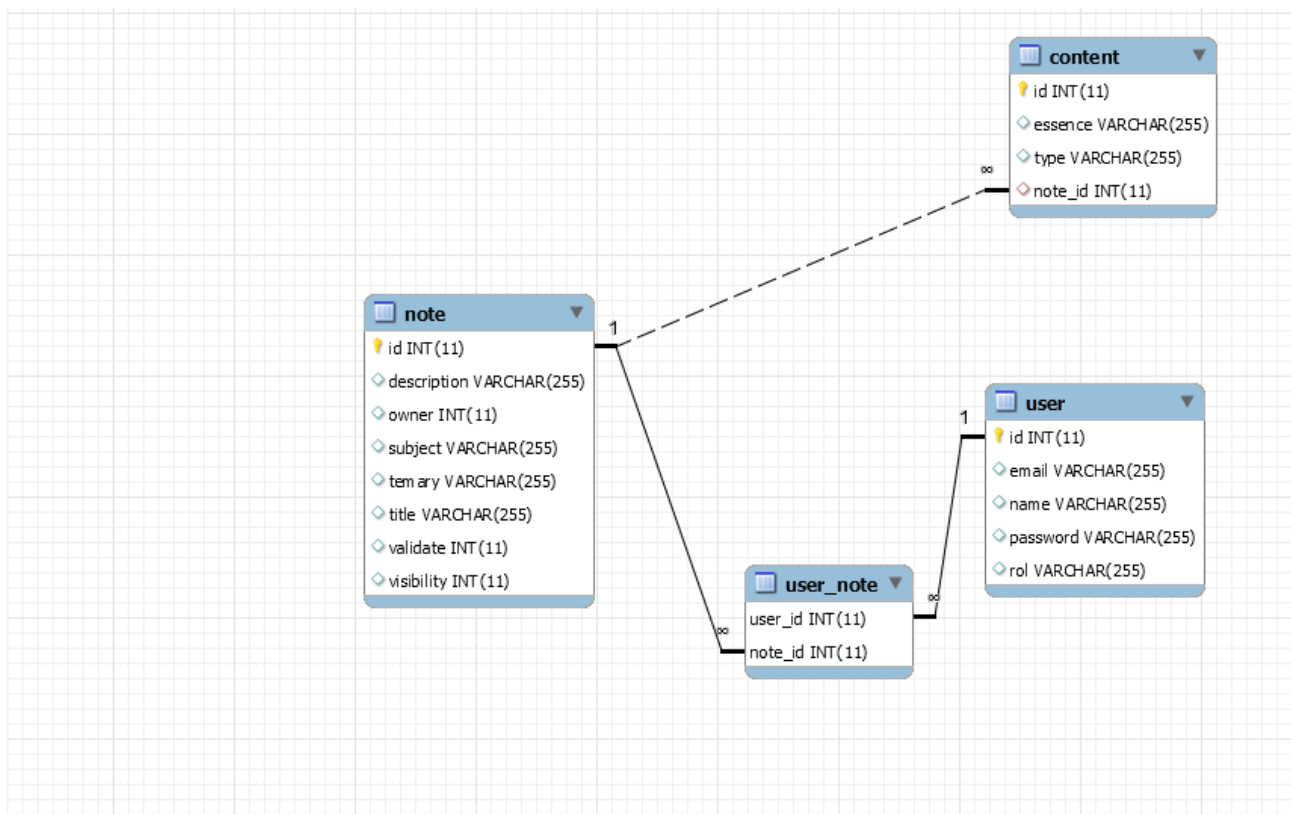 content
id INT(11)
essence VARCHAR(255)
type VARCHAR(255)
∞
note_id INT(11)
note
1
id INT(11)
description VARCHAR(255)
owner INT(11)
subject VARCHAR(255)
temary VARCHAR(255)
title VARCHAR(255)
validate INT(11)
visibility INT(11)
user
1
id INT(11)
email VARCHAR(255)
name VARCHAR(255)
password VARCHAR(255)
rol VARCHAR(255)
user_note
∞
user_id INT(11)
∞
note_id INT(11)